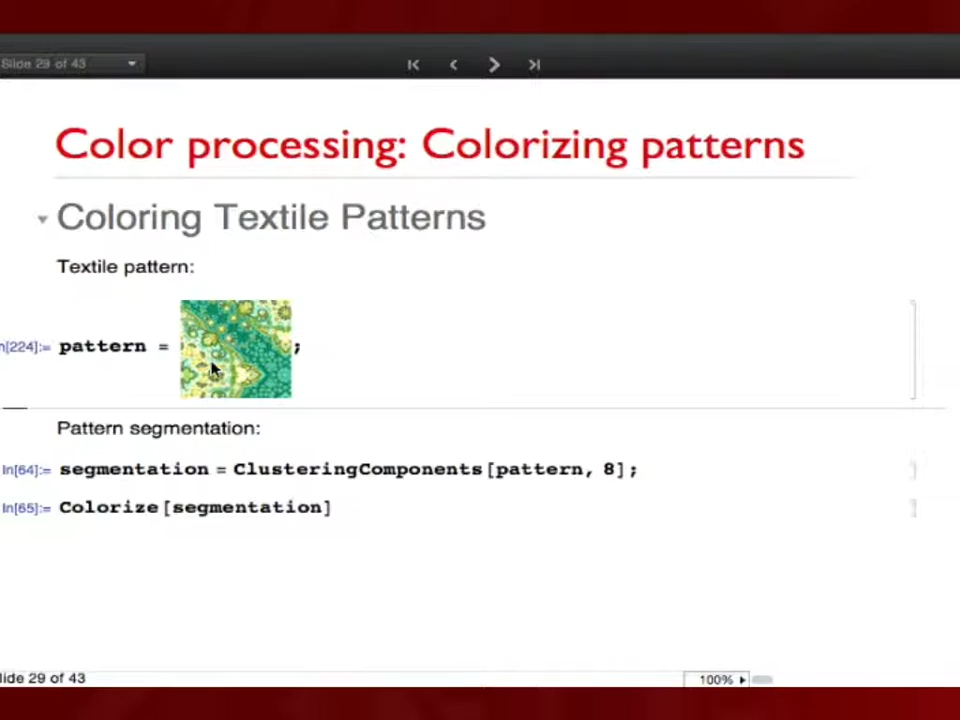 Slide 29 of 43
Color processing: Colorizing patterns
Coloring Textile Patterns
Textile pattern:
n[224]:= pattern = ;
Pattern segmentation:
In[64]:= segmentation = ClusteringComponents[pattern, 8];
In[65]:= Colorize[segmentation]
lide 29 of 43
100%